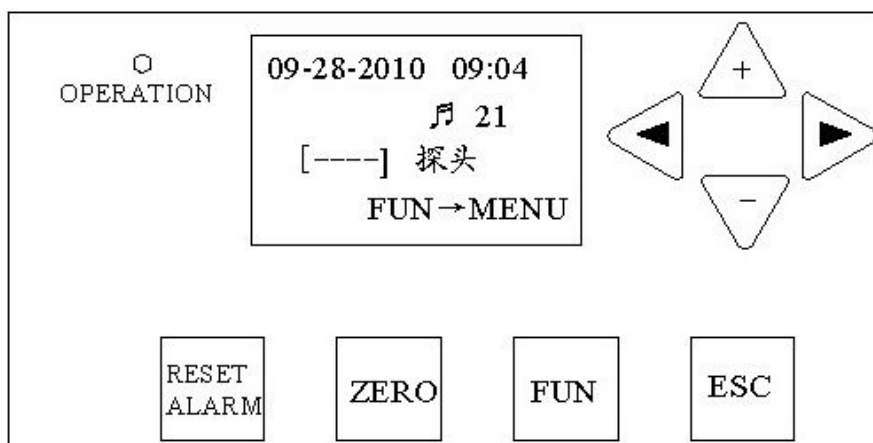 OPERATION
09-28-2010 09:04
♬ 21
[----] 探头
FUN→MENU
+
-
RESET
ALARM
ZERO
FUN
ESC